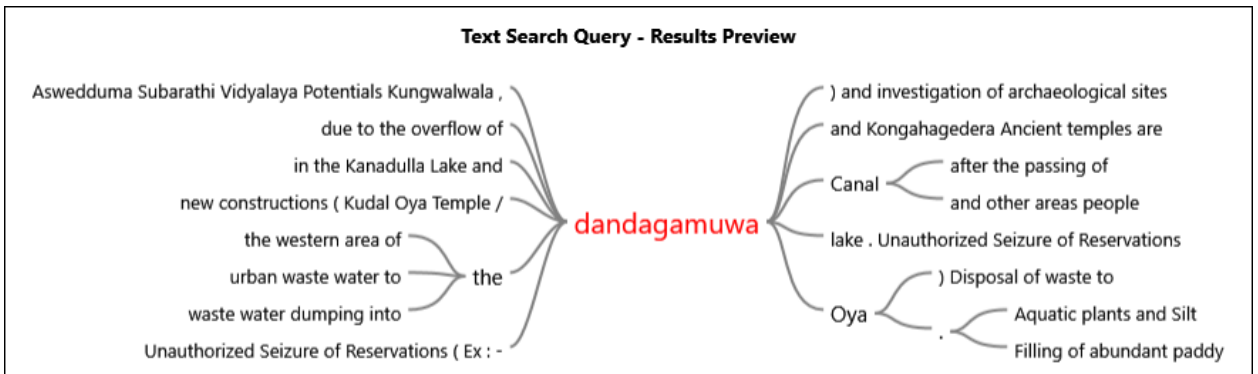 Text Search Query - Results Preview
Aswedduma Subarathi Vidyalaya Potentials Kungwalwala ,
due to the overflow of
in the Kanadulla Lake and
new constructions ( Kudal Oya Temple /
the western area of
urban waste water to
waste water dumping into
the
Unauthorized Seizure of Reservations ( Ex : -
dandagamuwa
) and investigation of archaeological sites
and Kongahagedera Ancient temples are
Canal
after the passing of
and other areas people
lake . Unauthorized Seizure of Reservations
Oya
) Disposal of waste to
.
Aquatic plants and Silt
Filling of abundant paddy